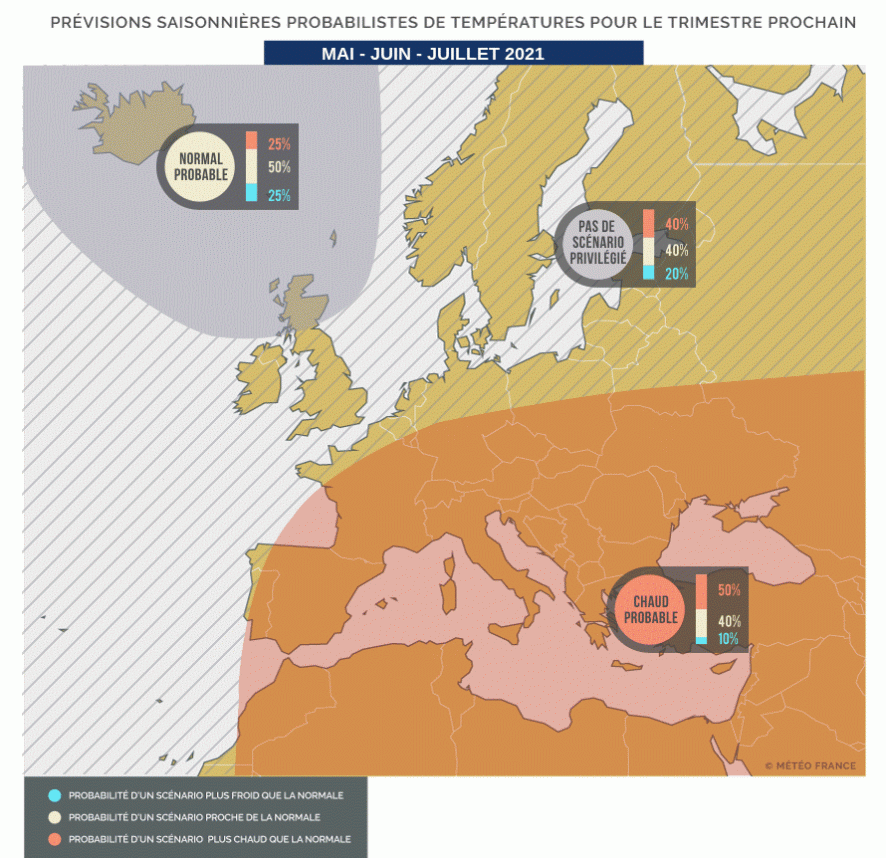 PRÉVISIONS SAISONNIÈRES PROBABILISTES DE TEMPÉRATURES POUR LE TRIMESTRE PROCHAIN
MAI - JUIN - JUILLET 2021
NORMAL
PROBABLE
25%
50%
25%
PAS DE
SCÉNARIO
PRIVILÉGIÉ
40%
40%
20%
CHAUD
PROBABLE
50%
40%
10%
© MÉTÉO FRANCE
PROBABILITÉ D'UN SCÉNARIO PLUS FROID QUE LA NORMALE
PROBABILITÉ D'UN SCÉNARIO PROCHE DE LA NORMALE
PROBABILITÉ D'UN SCÉNARIO PLUS CHAUD QUE LA NORMALE